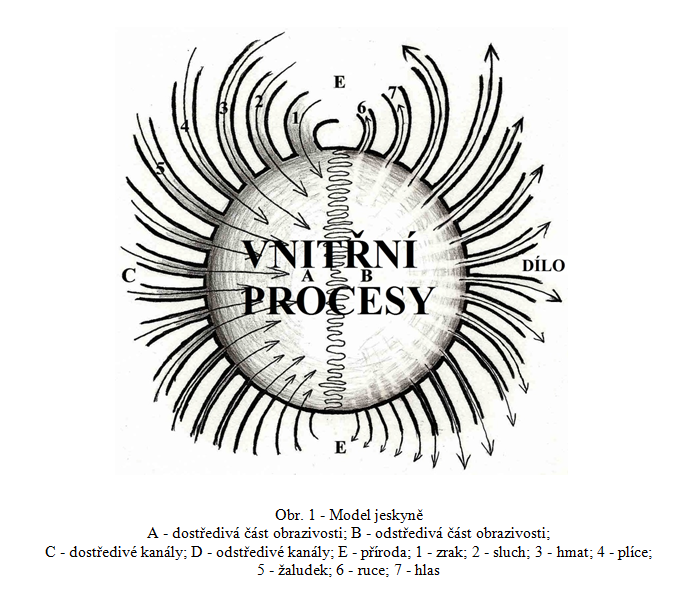 E
7
6
1
2
3
4
5
VNITŘNÍ
A B
PROCESY
C
DÍLO
E
Obr. 1 - Model jeskyně
A - dostředivá část obrazivosti; B - odstředivá část obrazivosti;
C - dostředivé kanály; D - odstředivé kanály; E - příroda; 1 - zrak; 2 - sluch; 3 - hmat; 4 - plíce;
5 - žaludek; 6 - ruce; 7 - hlas